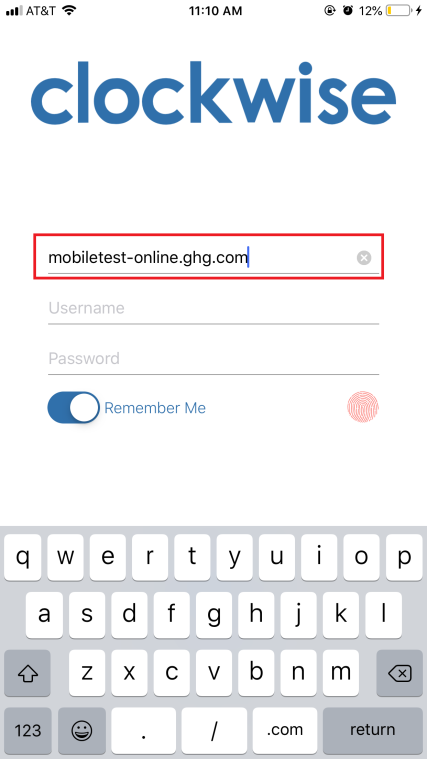 AT&T 11:10 AM 12%
clockwise
mobiletest-online.ghg.com
Username
Password
Remember Me
q w e r t y u i o p
a s d f g h j k l
z x c v b n m
123 . / .com return